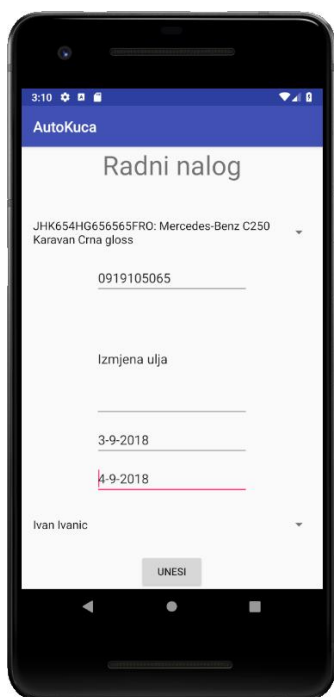 3:10
AutoKuca
Radni nalog
JHK654HG656565FRO: Mercedes-Benz C250
Karavan Crna gloss
0919105065
Izmjena ulja
3-9-2018
4-9-2018
Ivan Ivanic
UNESI